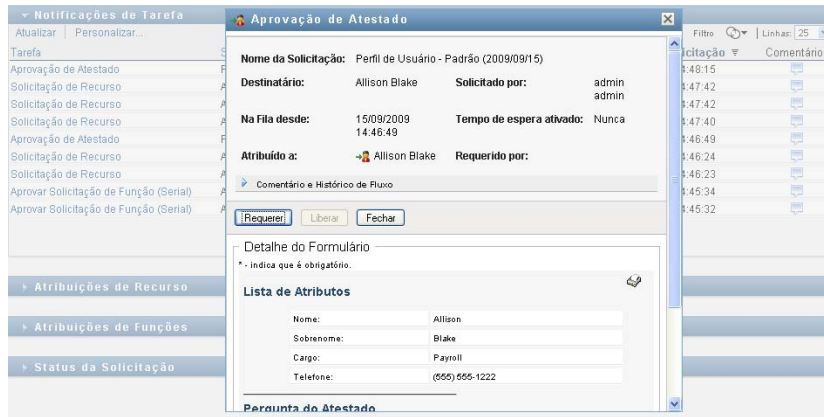 Notificações de Tarefa
Atualizar | Personalizar...
Filtro | Linhas: 25
Tarefa
Solicitação
Comentário
Aprovação de Atestado
4:48:15
Solicitação de Recurso
4:47:42
Solicitação de Recurso
4:47:42
Solicitação de Recurso
4:47:40
Aprovação de Atestado
4:46:49
Solicitação de Recurso
4:46:24
Solicitação de Recurso
4:46:23
Aprovar Solicitação de Função (Serial)
4:45:34
Aprovar Solicitação de Função (Serial)
4:45:32
Atribuições de Recurso
Atribuições de Funções
Status da Solicitação
Aprovação de Atestado
Nome da Solicitação: Perfil de Usuário - Padrão (2009/09/15)
Destinatário: Allison Blake Solicitado por: admin
admin
Na Fila desde: 15/09/2009 Tempo de espera ativado: Nunca
14:46:49
Atribuído a: Allison Blake Requerido por:
Comentário e Histórico de Fluxo
Requerer Liberar Fechar
Detalhe do Formulário
* - indica que é obrigatório.
Lista de Atributos
Nome: Allison
Sobrenome: Blake
Cargo: Payroll
Telefone: (555) 555-1222
Pergunta do Atestado